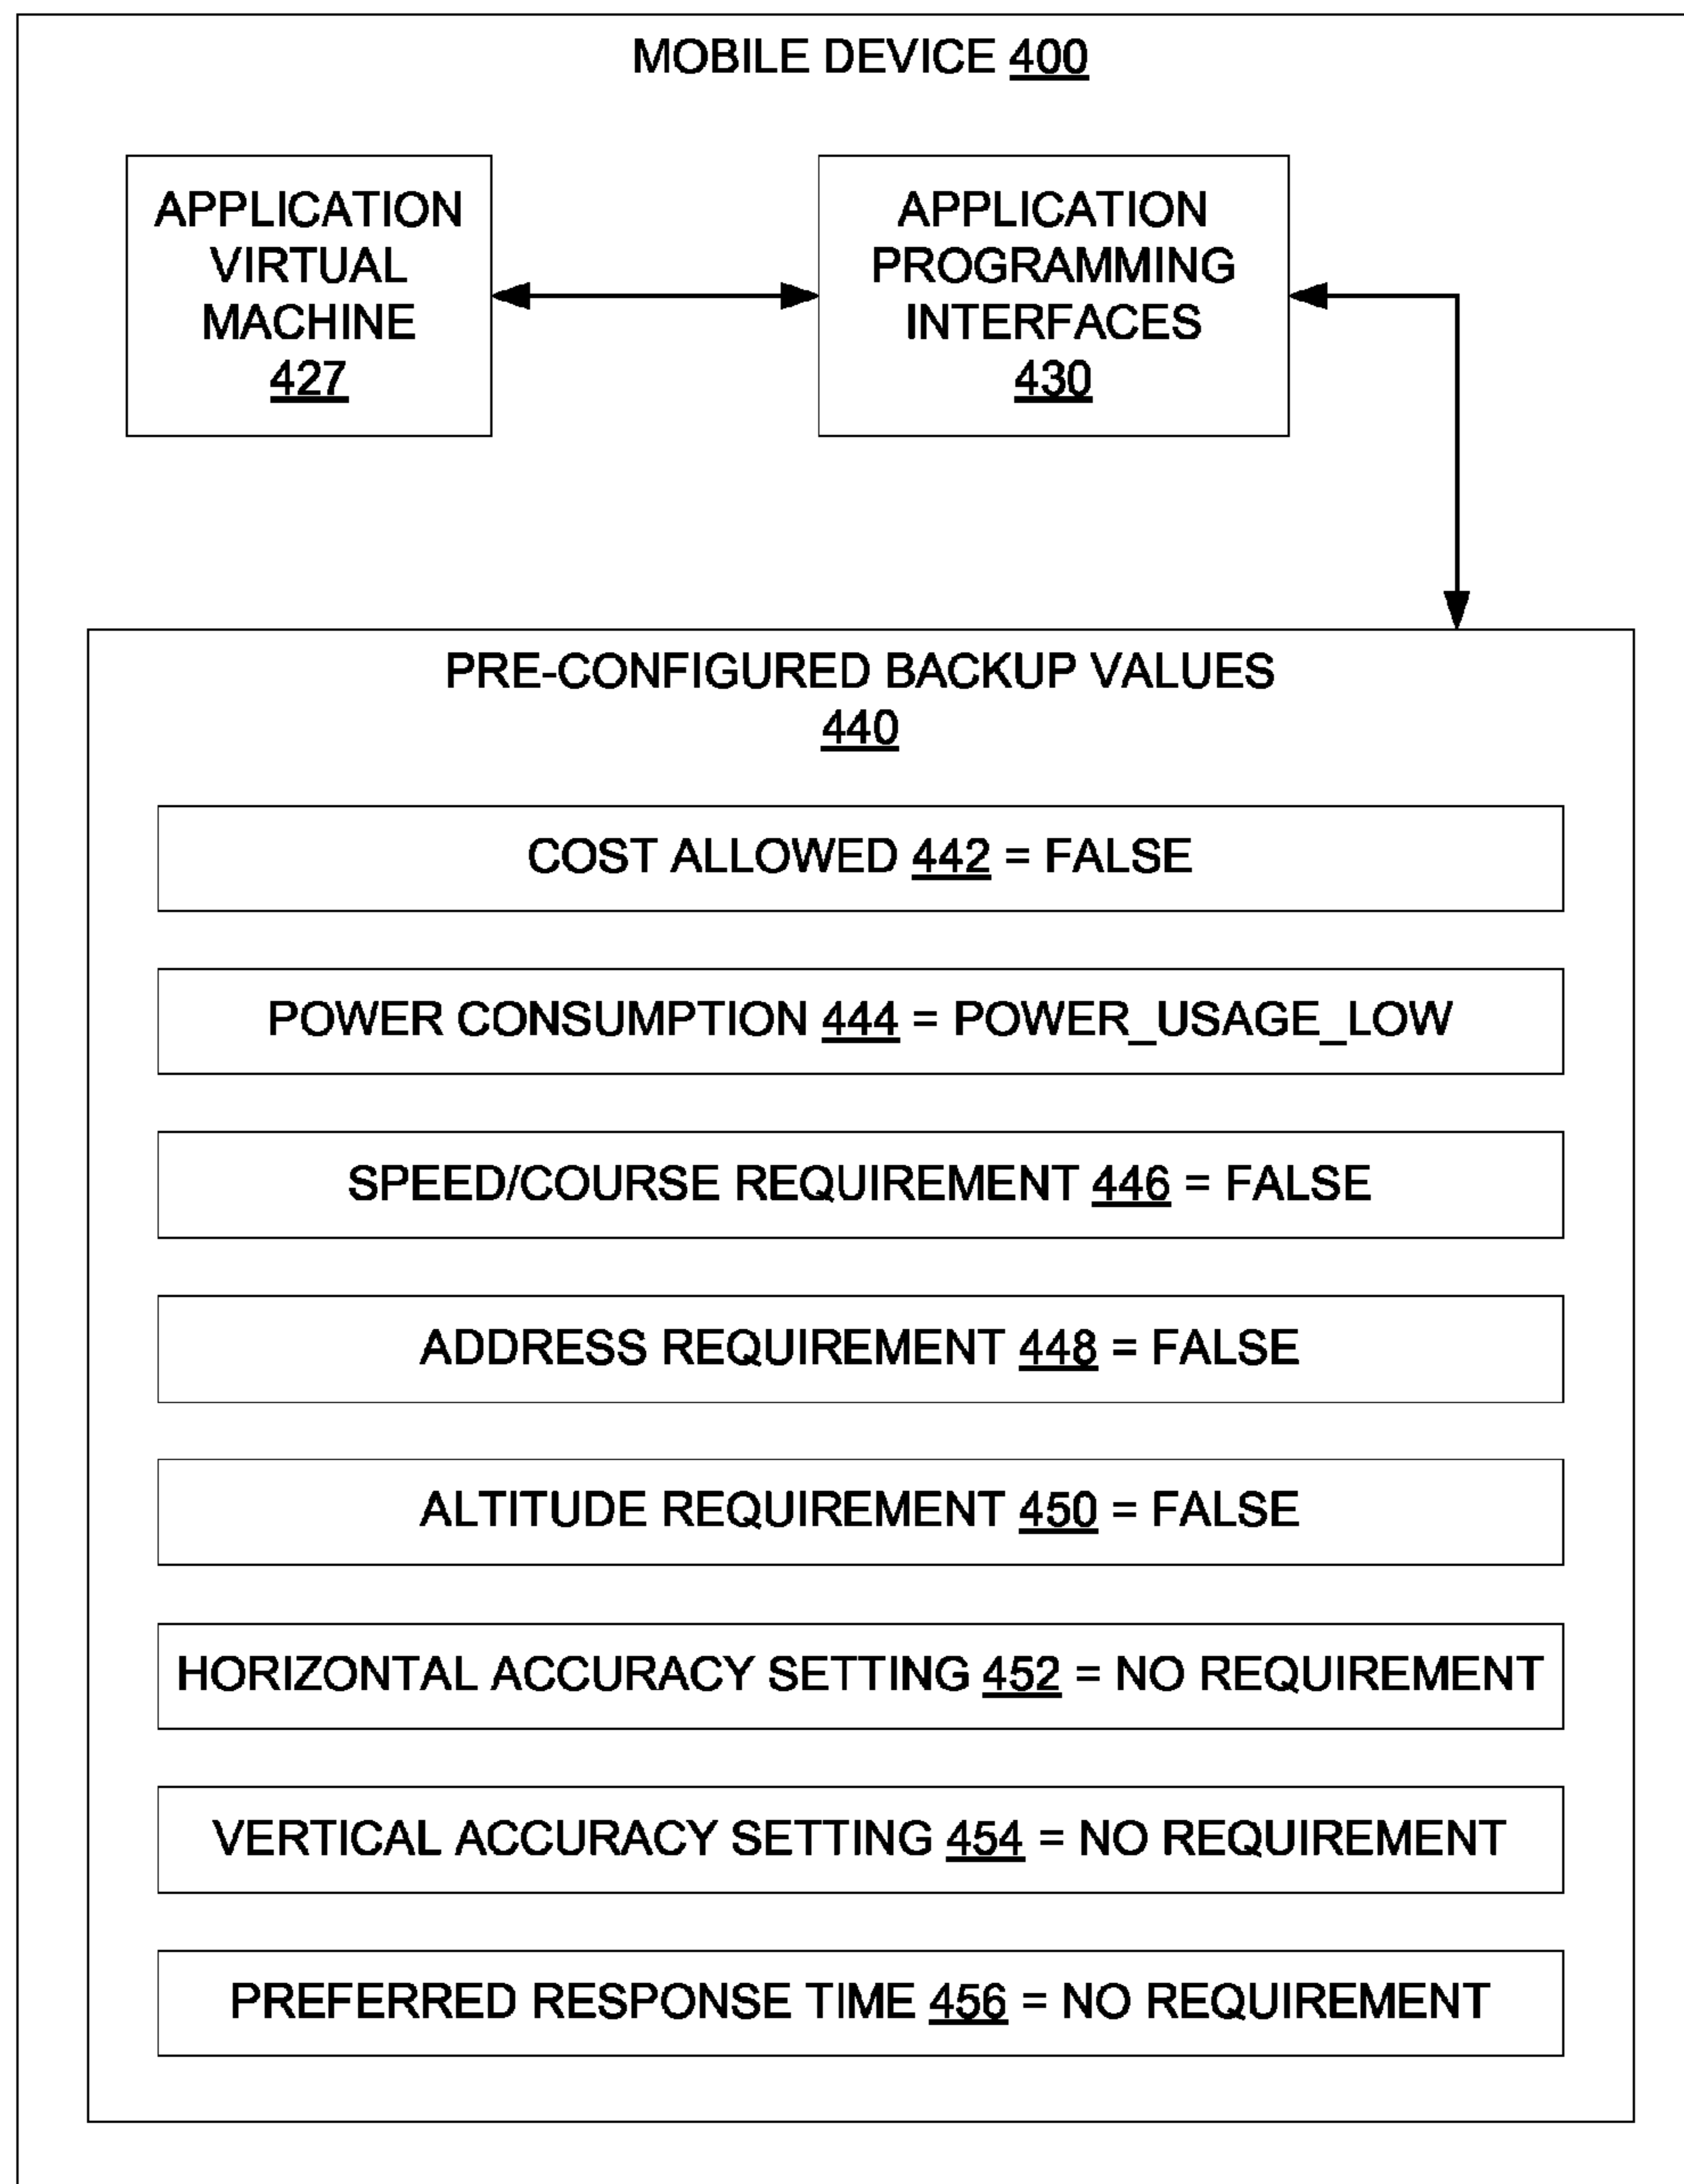 MOBILE DEVICE 400
APPLICATION
VIRTUAL
MACHINE
427
APPLICATION
PROGRAMMING
INTERFACES
430
PRE-CONFIGURED BACKUP VALUES
440
COST ALLOWED 442 = FALSE
POWER CONSUMPTION 444 = POWER_USAGE_LOW
SPEED/COURSE REQUIREMENT 446 = FALSE
ADDRESS REQUIREMENT 448 = FALSE
ALTITUDE REQUIREMENT 450 = FALSE
HORIZONTAL ACCURACY SETTING 452 = NO REQUIREMENT
VERTICAL ACCURACY SETTING 454 = NO REQUIREMENT
PREFERRED RESPONSE TIME 456 = NO REQUIREMENT